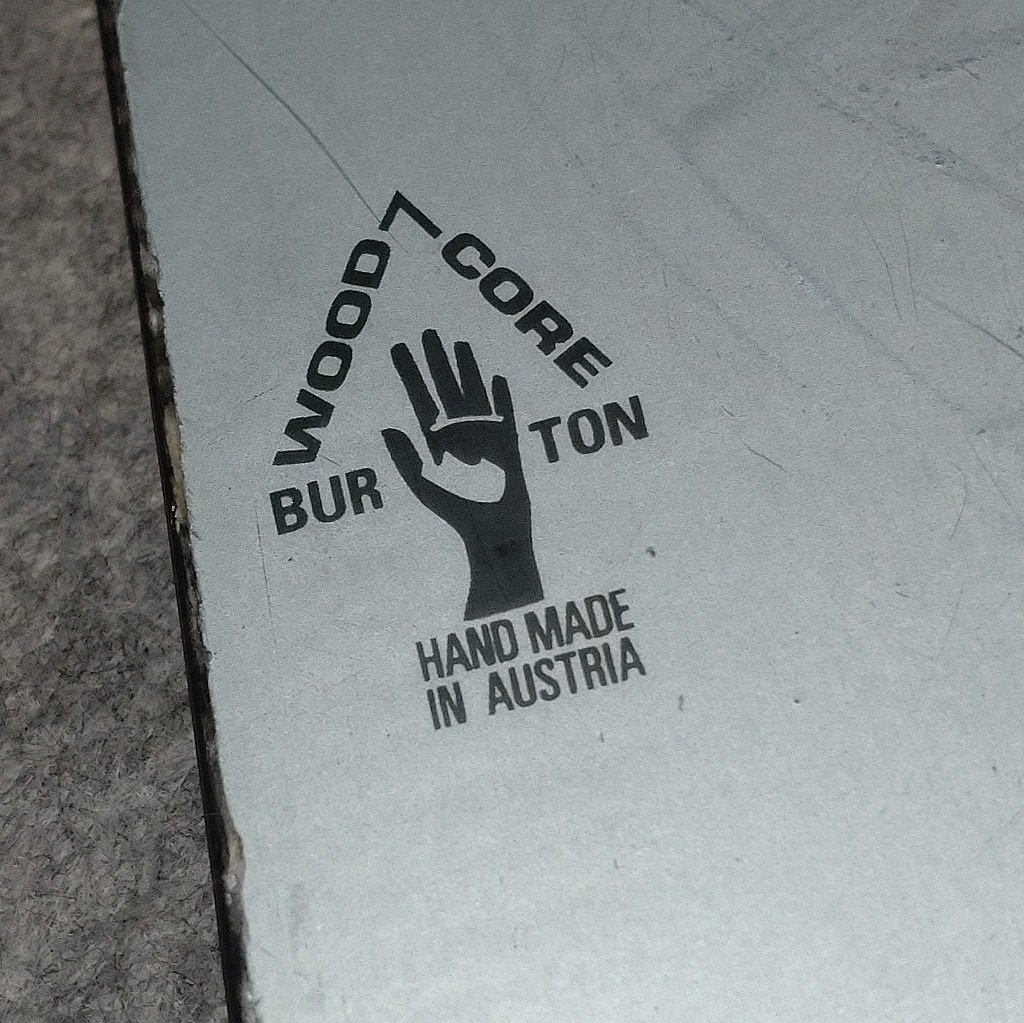 WOOD CORE
BUR TON
HAND MADE
IN AUSTRIA